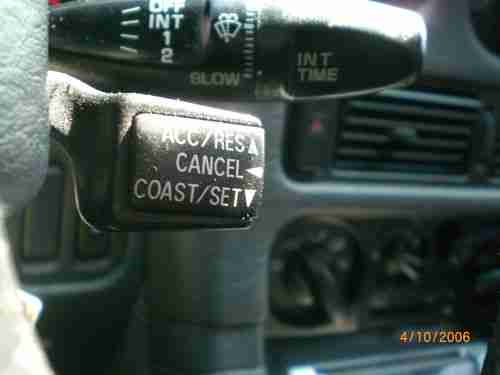 OFF
INT
1
2
SLOW
INT
TIME
ACC/RES
CANCEL
COAST/SET
4/10/2006